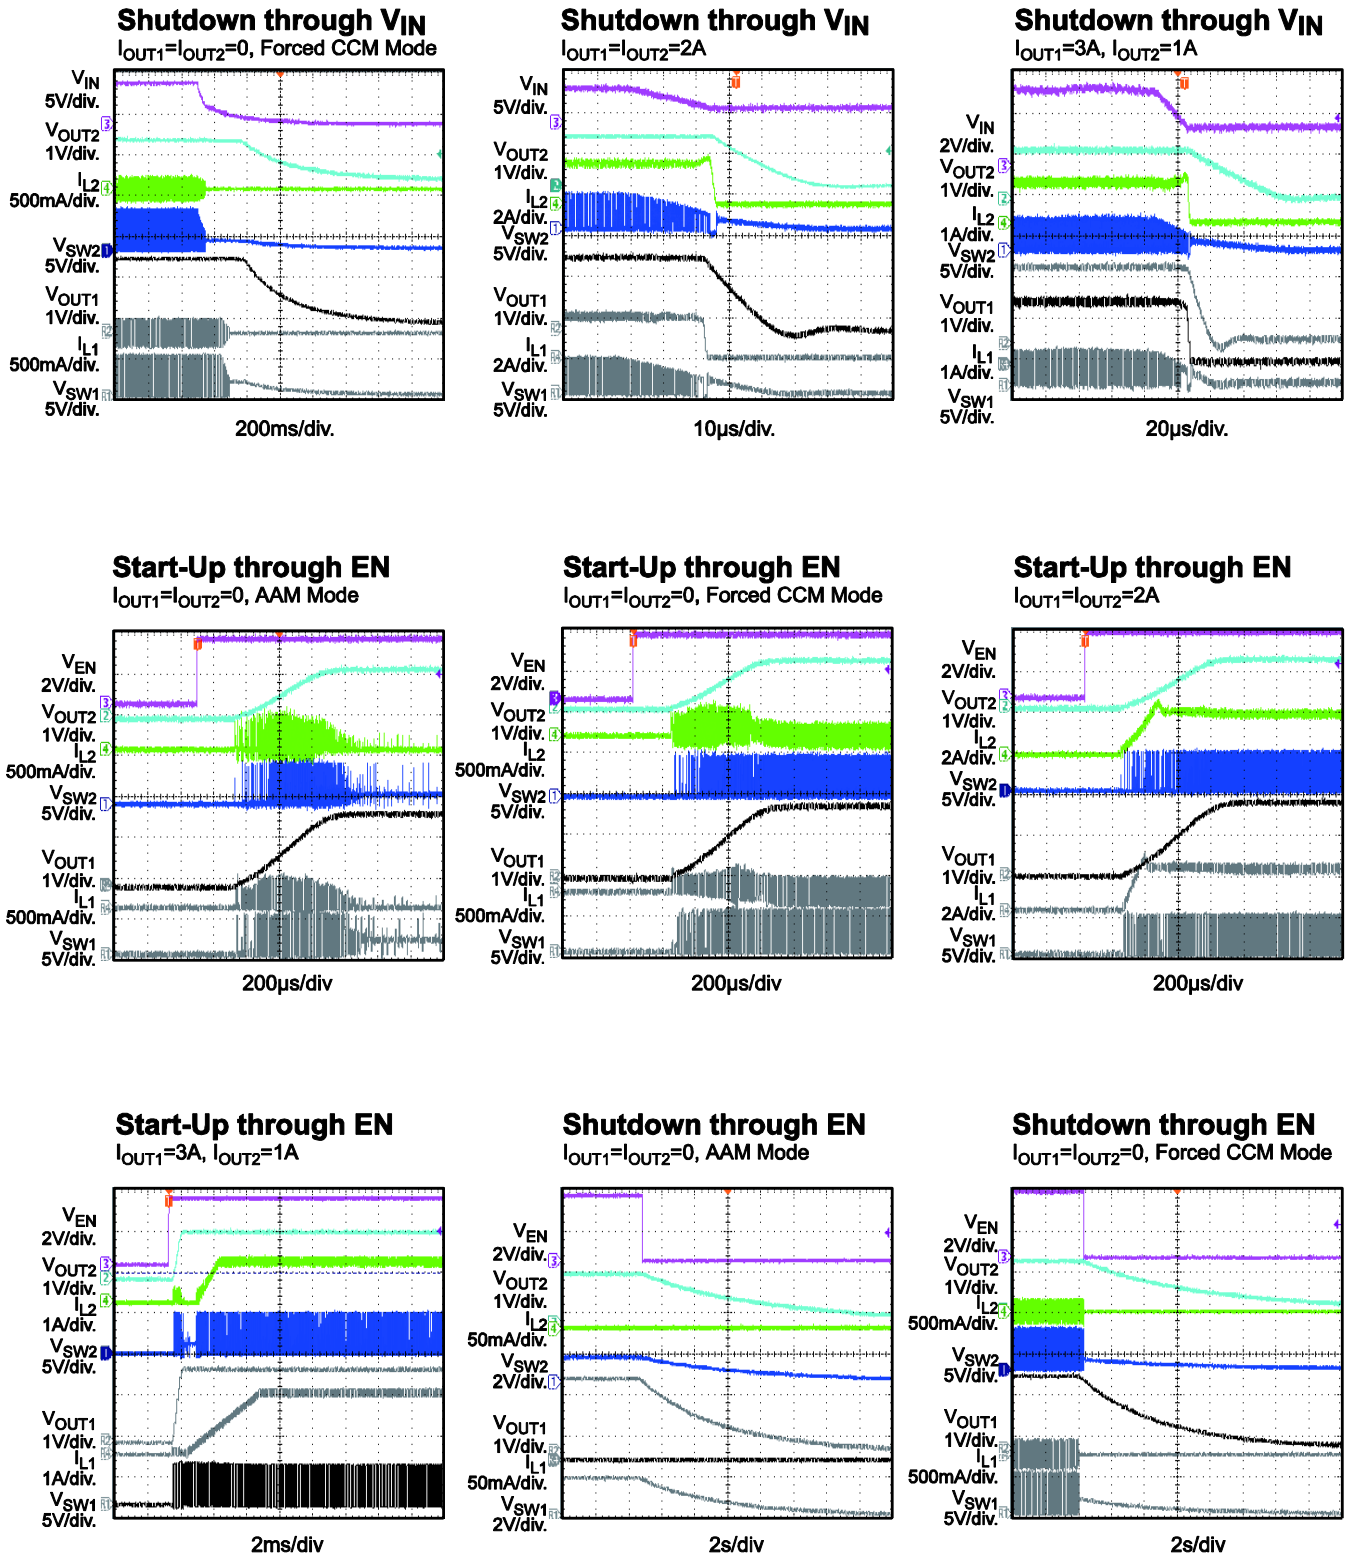 Shutdown through VIN
IOUT1=IOUT2=0, Forced CCM Mode
VIN
5V/div.
VOUT2
1V/div.
IL2
500mA/div.
VSW2
5V/div.
VOUT1
1V/div.
IL1
500mA/div.
VSW1
5V/div.
200ms/div.
Shutdown through VIN
IOUT1=IOUT2=2A
VIN
5V/div.
VOUT2
1V/div.
IL2
2A/div.
VSW2
5V/div.
VOUT1
1V/div.
IL1
2A/div.
VSW1
5V/div.
10µs/div.
Shutdown through VIN
IOUT1=3A, IOUT2=1A
VIN
2V/div.
VOUT2
1V/div.
IL2
1A/div.
VSW2
5V/div.
VOUT1
1V/div.
IL1
1A/div.
VSW1
5V/div.
20µs/div.
Start-Up through EN
IOUT1=IOUT2=0, AAM Mode
VEN
2V/div.
VOUT2
1V/div.
IL2
500mA/div.
VSW2
5V/div.
VOUT1
1V/div.
IL1
500mA/div.
VSW1
5V/div.
200µs/div
Start-Up through EN
IOUT1=IOUT2=0, Forced CCM Mode
VEN
2V/div.
VOUT2
1V/div.
IL2
500mA/div.
VSW2
5V/div.
VOUT1
1V/div.
IL1
500mA/div.
VSW1
5V/div.
200µs/div
Start-Up through EN
IOUT1=IOUT2=2A
VEN
2V/div.
VOUT2
1V/div.
IL2
2A/div.
VSW2
5V/div.
VOUT1
1V/div.
IL1
2A/div.
VSW1
5V/div.
200µs/div
Start-Up through EN
IOUT1=3A, IOUT2=1A
VEN
2V/div.
VOUT2
1V/div.
IL2
1A/div.
VSW2
5V/div.
VOUT1
1V/div.
IL1
1A/div.
VSW1
5V/div.
2ms/div
Shutdown through EN
IOUT1=IOUT2=0, AAM Mode
VEN
2V/div.
VOUT2
1V/div.
IL2
50mA/div.
VSW2
2V/div.
VOUT1
1V/div.
IL1
50mA/div.
VSW1
2V/div.
2s/div
Shutdown through EN
IOUT1=IOUT2=0, Forced CCM Mode
VEN
2V/div.
VOUT2
1V/div.
IL2
500mA/div.
VSW2
5V/div.
VOUT1
1V/div.
IL1
500mA/div.
VSW1
5V/div.
2s/div